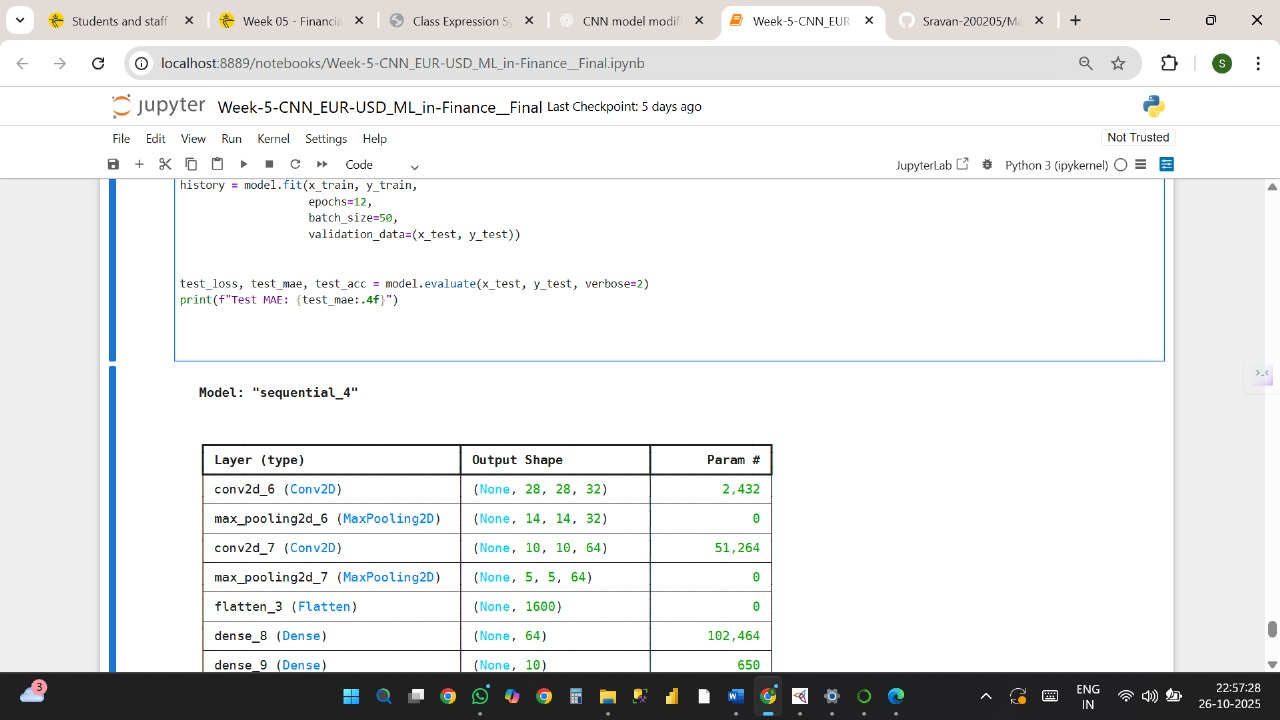 Students and staff
Week 05 - Financia
Class Expression Sy
CNN model modifi
Week-5-CNN_EUR
Sravan-200205/Ma
localhost:8889/notebooks/Week-5-CNN_EUR-USD_ML_in-Finance__Final.ipynb
S
jupyter Week-5-CNN_EUR-USD_ML_in-Finance__Final Last Checkpoint: 5 days ago
File Edit View Run Kernel Settings Help
Not Trusted
Code
JupyterLab
Python 3 (ipykernel)
history = model.fit(x_train, y_train,
epochs=12,
batch_size=50,
validation_data=(x_test, y_test))
test_loss, test_mae, test_acc = model.evaluate(x_test, y_test, verbose=2)
print(f"Test MAE: {test_mae:.4f}")
Model: "sequential_4"
Layer (type) Output Shape Param #
conv2d_6 (Conv2D) (None, 28, 28, 32) 2,432
max_pooling2d_6 (MaxPooling2D) (None, 14, 14, 32) 0
conv2d_7 (Conv2D) (None, 10, 10, 64) 51,264
max_pooling2d_7 (MaxPooling2D) (None, 5, 5, 64) 0
flatten_3 (Flatten) (None, 1600) 0
dense_8 (Dense) (None, 64) 102,464
dense_9 (Dense) (None, 10) 650
3
ENG
IN
22:57:28
26-10-2025